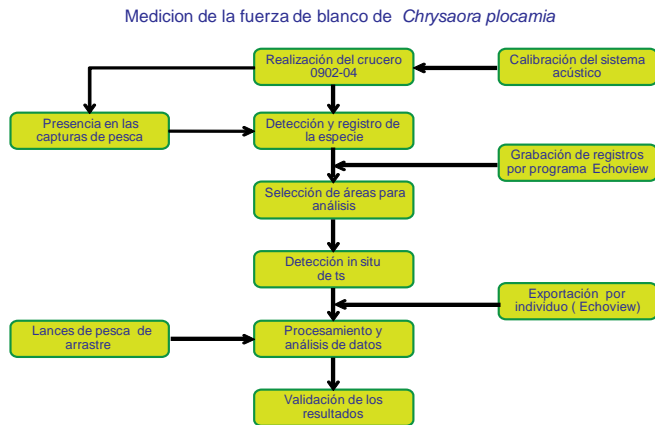 Medicion de la fuerza de blanco de Chrysaora plocamia
Realización del crucero
0902-04
Calibración del sistema
acústico
Presencia en las
capturas de pesca
Detección y registro de
la especie
Grabación de registros
por programa Echoview
Selección de áreas para
análisis
Detección in situ
de ts
Exportación por
individuo ( Echoview)
Lances de pesca de
arrastre
Procesamiento y
análisis de datos
Validación de los
resultados